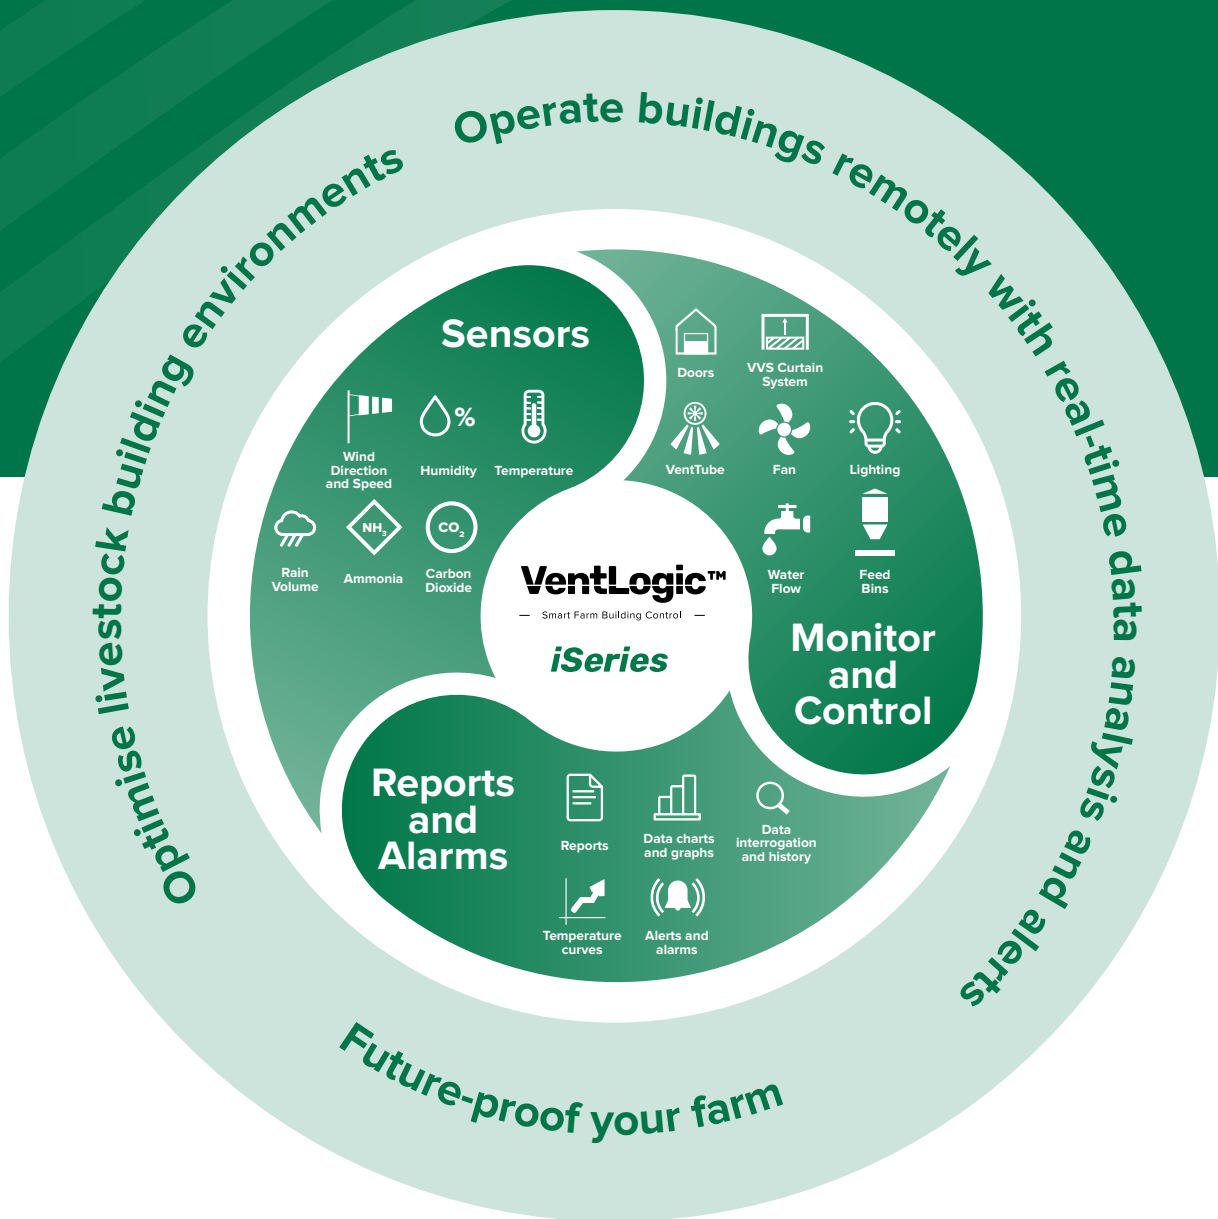 Optimise livestock building environments
Operate buildings remotely with real-time data analysis and alerts
Future-proof your farm
Sensors
Wind
Direction
and Speed
Humidity
%
Temperature
Rain
Volume
NH3
Ammonia
CO2
Carbon
Dioxide
Doors
VVS Curtain
System
VentTube
Fan
Lighting
Water
Flow
Feed
Bins
Monitor
and
Control
VentLogic™
Smart Farm Building Control
iSeries
Reports
and
Alarms
Reports
Data charts
and graphs
Data
interrogation
and history
Temperature
curves
Alerts and
alarms